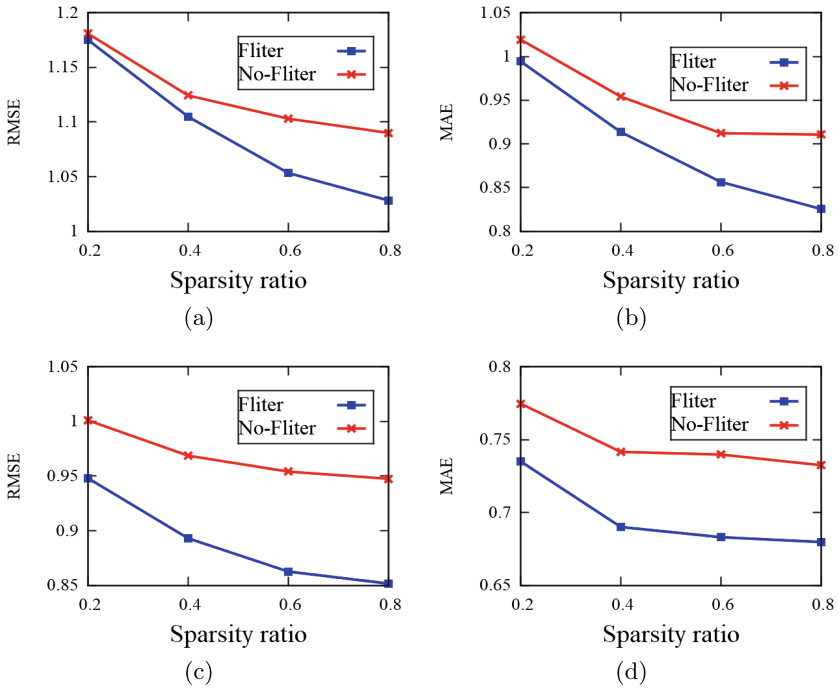 1.2
1.15
1.1
1.05
1
RMSE
Fliter
No-Fliter
0.2 0.4 0.6 0.8
Sparsity ratio
(a)
1.05
1
0.95
0.9
0.85
0.8
MAE
Fliter
No-Fliter
0.2 0.4 0.6 0.8
Sparsity ratio
(b)
1.05
1
0.95
0.9
0.85
RMSE
Fliter
No-Fliter
0.2 0.4 0.6 0.8
Sparsity ratio
(c)
0.8
0.75
0.7
0.65
MAE
Fliter
No-Fliter
0.2 0.4 0.6 0.8
Sparsity ratio
(d)